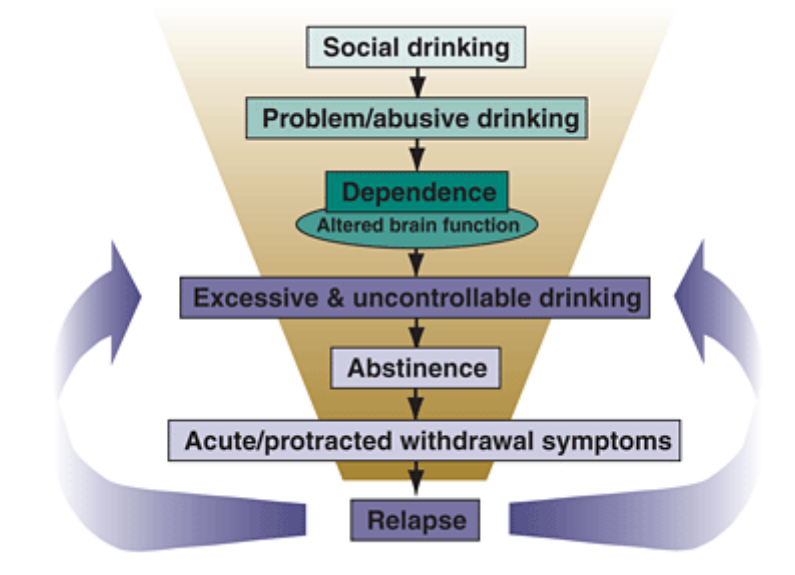 Social drinking
Problem/abusive drinking
Dependence
Altered brain function
Excessive & uncontrollable drinking
Abstinence
Acute/protracted withdrawal symptoms
Relapse